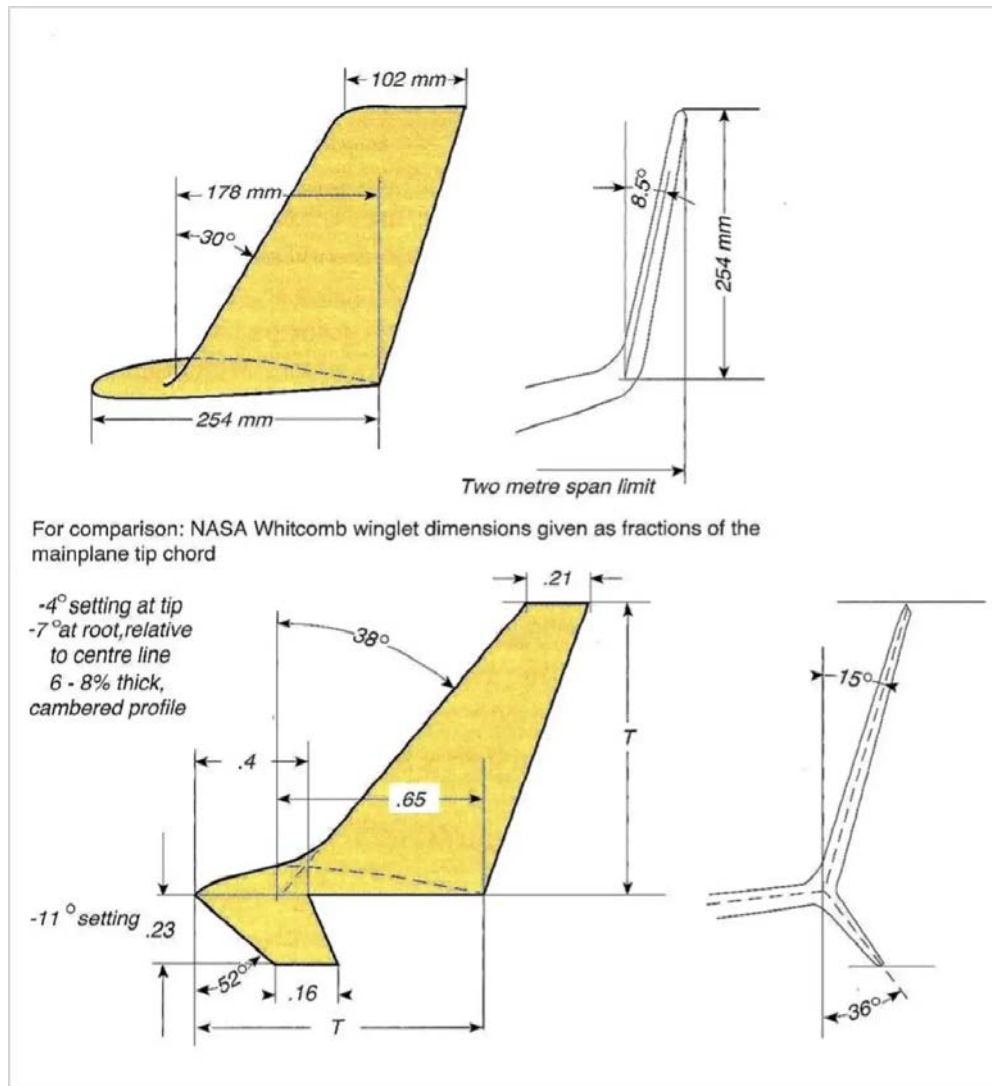 102 mm
178 mm
30°
8.5°
254 mm
254 mm
Two metre span limit
For comparison: NASA Whitcomb winglet dimensions given as fractions of the
mainplane tip chord
-4° setting at tip
-7° at root, relative
to centre line
6 - 8% thick,
cambered profile
.21
38°
15°
T
.4
.65
-11° setting
.23
52°
.16
36°
T